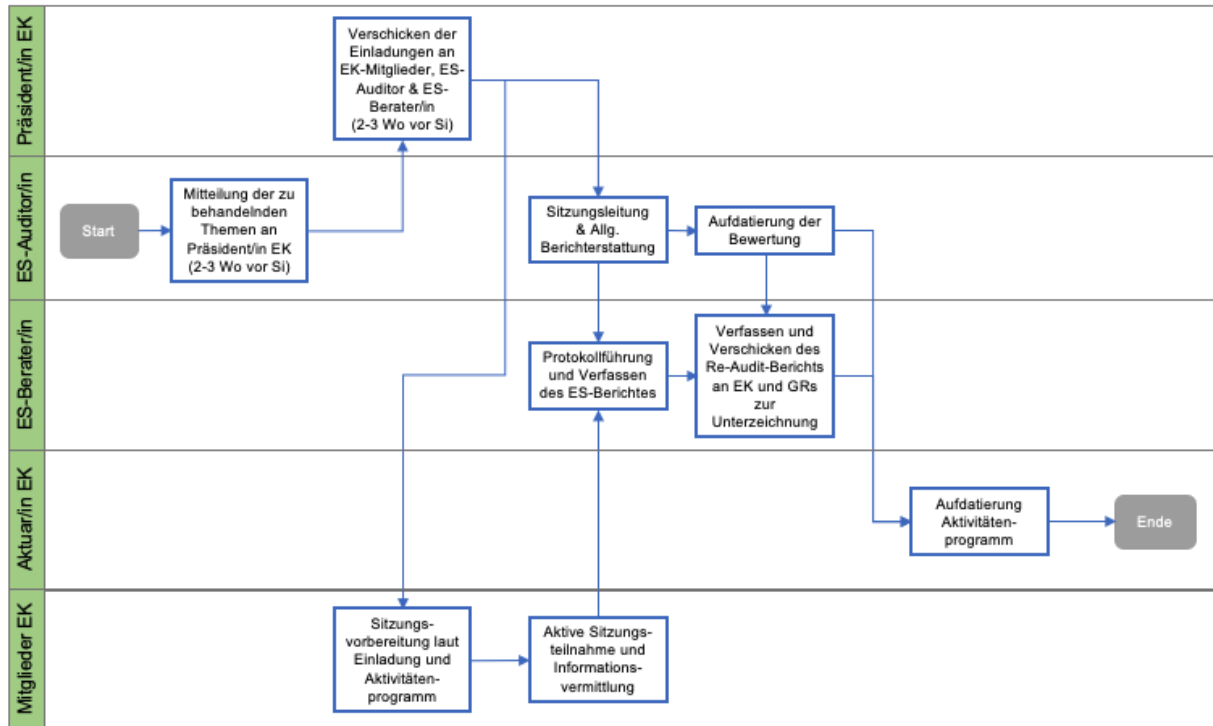 Präsident/in EK
Verschicken der
Einladungen an
EK-Mitglieder, ES-
Auditor & ES-
Berater/in
(2-3 Wo vor Si)
ES-Auditor/in
Start
Mitteilung der zu
behandelnden
Themen an
Präsident/in EK
(2-3 Wo vor Si)
Sitzungsleitung
& Allg.
Berichterstattung
Aufdatierung der
Bewertung
ES-Berater/in
Protokollführung
und Verfassen
des ES-Berichtes
Verfassen und
Verschicken des
Re-Audit-Berichts
an EK und GRs
zur
Unterzeichnung
Aktuar/in EK
Aufdatierung
Aktivitäten-
programm
Ende
Mitglieder EK
Sitzungs-
vorbereitung laut
Einladung und
Aktivitäten-
programm
Aktive Sitzungs-
teilnahme und
Informations-
vermittlung